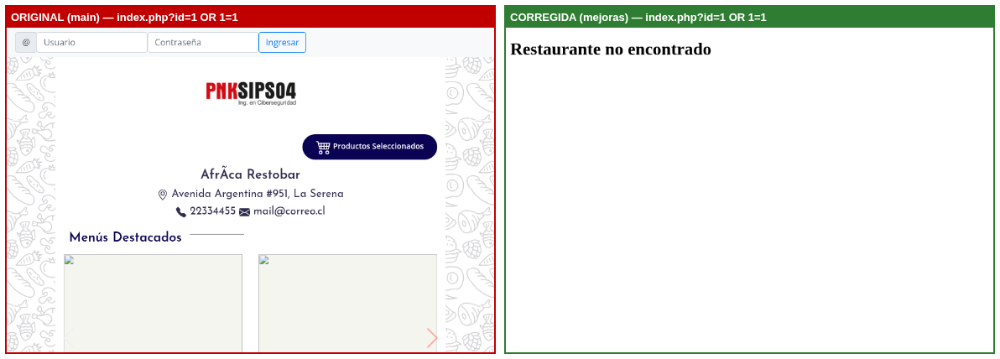 ORIGINAL (main) — index.php?id=1 OR 1=1
@ Usuario Contraseña Ingresar
PNKSIPS04
Ing. en Ciberseguridad
Productos Seleccionados
AfrÃca Restobar
Avenida Argentina #951, La Serena
22334455 mail@correo.cl
Menús Destacados
CORREGIDA (mejoras) — index.php?id=1 OR 1=1
Restaurante no encontrado